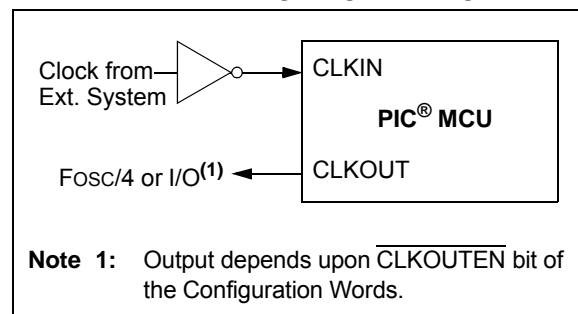 Clock from
Ext. System
CLKIN
PIC® MCU
FOSC/4 or I/O(1)
CLKOUT
Note 1: Output depends upon CLKOUTEN bit of
the Configuration Words.